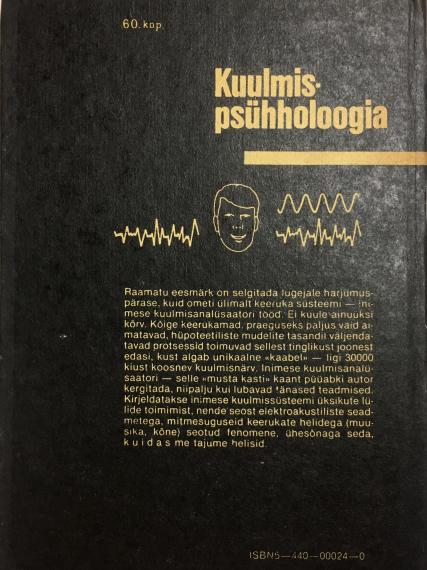 60. kop.
Kuulmis-
psühholoogia
Raamatu eesmärk on selgitada lugejale harjumus-
pärase, kuid ometi ülimalt keeruka süsteemi — ini-
mese kuulmisanalüsaatori tööd. Ei kuule ainuüksi
kõrv. Kõige keerukamad, praeguseks paljus vaid ai-
matavad, hüpoteetiliste mudelite tasandil väljenda-
tavad protsessid toimuvad sellest tinglikust joonest
edasi, kust algab unikaalne «kaabel» — ligi 30000
kiust koosnev kuulmisnärv. Inimese kuulmisanalü-
saatori — selle «musta kasti» kaant püüabki autor
kergitada, niipalju kui lubavad tänased teadmised.
Kirjeldatakse inimese kuulmissüsteemi üksikute lü-
lide toimimist, nende seost elektroakustiliste sead-
metega, mitmesuguseid keerukate helidega (muu-
sika, kõne) seotud fenomene, ühesõnaga seda,
kuidas me tajume helisid.
ISBN5—440—00024—0